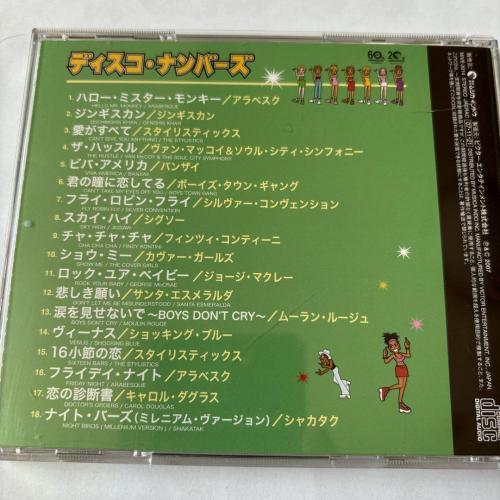 ディスコ・ナンバーズ
1. ハロー・ミスター・モンキー／アラベスク
HELLO, MR. MONKEY / ARABESQUE
2. ジンギスカン／ジンギスカン
DSCHINGHIS KHAN / DSCHINGHIS KHAN
3. 愛がすべて／スタイリスティックス
CAN'T GIVE YOU ANYTHING / THE STYLISTICS
4. ザ・ハッスル／ヴァン・マッコイ&ソウル・シティ・シンフォニー
THE HUSTLE / VAN McCOY & THE SOUL CITY SYMPHONY
5. ビバ・アメリカ／バンザイ
VIVA AMERICA / BANZAII
6. 君の瞳に恋してる／ボーイズ・タウン・ギャング
CAN'T TAKE MY EYES OFF YOU / BOYS TOWN GANG
7. フライ・ロビン・フライ／シルヴァー・コンヴェンション
FLY ROBIN FLY / SILVER CONVENTION
8. スカイ・ハイ／ジグソー
SKY HIGH / JIGSAW
9. チャ・チャ・チャ／フィンツィ・コンティーニ
CHA CHA CHA / FINZY KONTINI
10. ショウ・ミー／カヴァー・ガールズ
SHOW ME / THE COVER GIRLS
11. ロック・ユア・ベイビー／ジョージ・マクレー
ROCK YOUR BABY / GEORGE McCRAE
12. 悲しき願い／サンタ・エスメラルダ
DON'T LET ME BE MISUNDERSTOOD / SANTA ESMERALDA
13. 涙を見せないで ～BOYS DON'T CRY～／ムーラン・ルージュ
BOYS DON'T CRY / MOULIN ROUGE
14. ヴィーナス／ショッキング・ブルー
VENUS / SHOCKING BLUE
15. 16小節の恋／スタイリスティックス
SIXTEEN BARS / THE STYLISTICS
16. フライデイ・ナイト／アラベスク
FRIDAY NIGHT / ARABESQUE
17. 恋の診断書／キャロル・ダグラス
DOCTOR'S ORDERS / CAROL DOUGLAS
18. ナイト・バーズ（ミレニアム・ヴァージョン）／シャカタク
NIGHT BIRDS ( MILLENIUM VERSION ) / SHAKATAK
℗&© 2007
disc
DIGITAL AUDIO